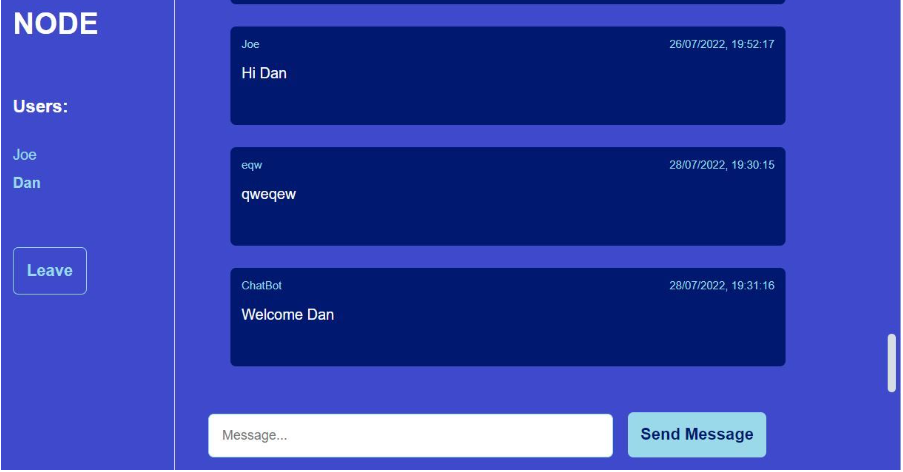 NODE
Users:
Joe
Dan
Leave
Joe 26/07/2022, 19:52:17
Hi Dan
eqw 28/07/2022, 19:30:15
qweqew
ChatBot 28/07/2022, 19:31:16
Welcome Dan
Message... Send Message